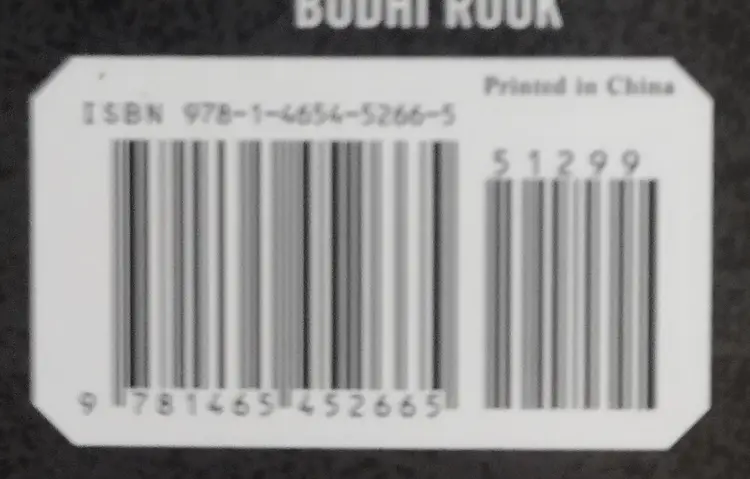 BODHI ROOK
Printed in China
ISBN 978-1-4654-5266-5
51299
9 781465 452665